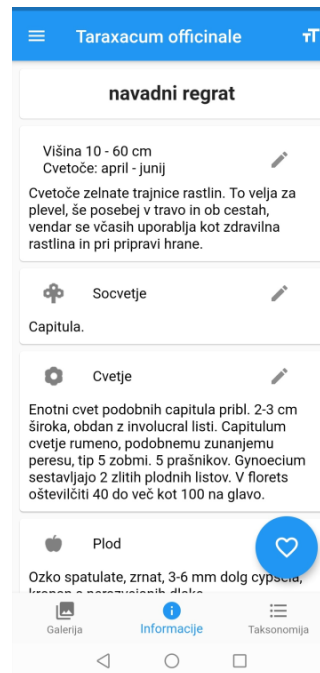 Taraxacum officinale
navadni regrat
Višina 10 - 60 cm
Cvetoče: april - junij
Cvetoče zelnate trajnice rastlin. To velja za
plevel, še posebej v travo in ob cestah,
vendar se včasih uporablja kot zdravilna
rastlina in pri pripravi hrane.
Socvetje
Capitula.
Cvetje
Enotni cvet podobnih capitula pribl. 2-3 cm
široka, obdan z involucral listi. Capitulum
cvetje rumeno, podobnemu zunanjemu
peresu, tip 5 zobmi. 5 prašnikov. Gynoecium
sestavljajo 2 zlitih plodnih listov. V florets
oštevilčiti 40 do več kot 100 na glavo.
Plod
Ozko spatulate, zrnat, 3-6 mm dolg cypsela,
Galerija
Informacije
Taksonomija